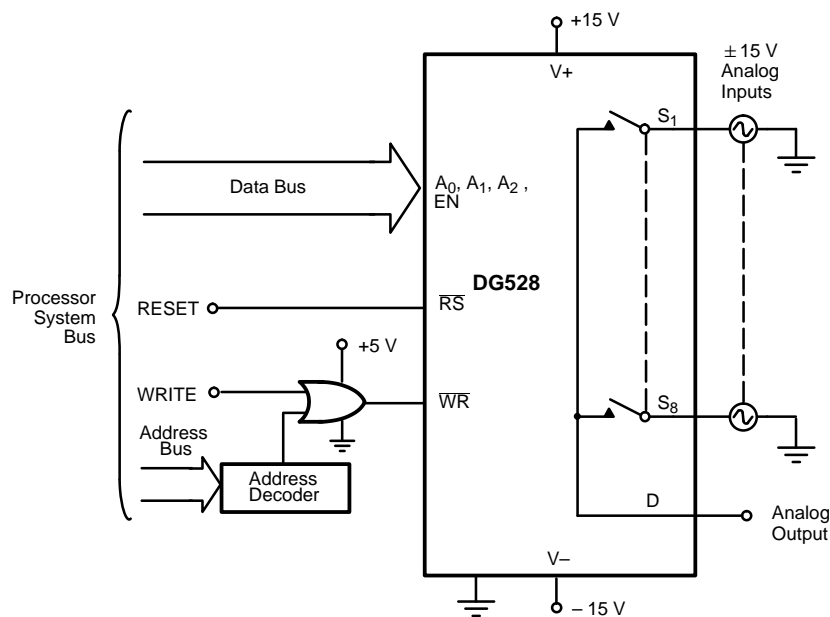 +15 V
V+
± 15 V
Analog
Inputs
S1
Data Bus
A0, A1, A2 ,
EN
DG528
Processor
System
Bus
RESET
RS
+5 V
WRITE
WR
S8
Address
Bus
Address
Decoder
D
Analog
Output
V–
– 15 V